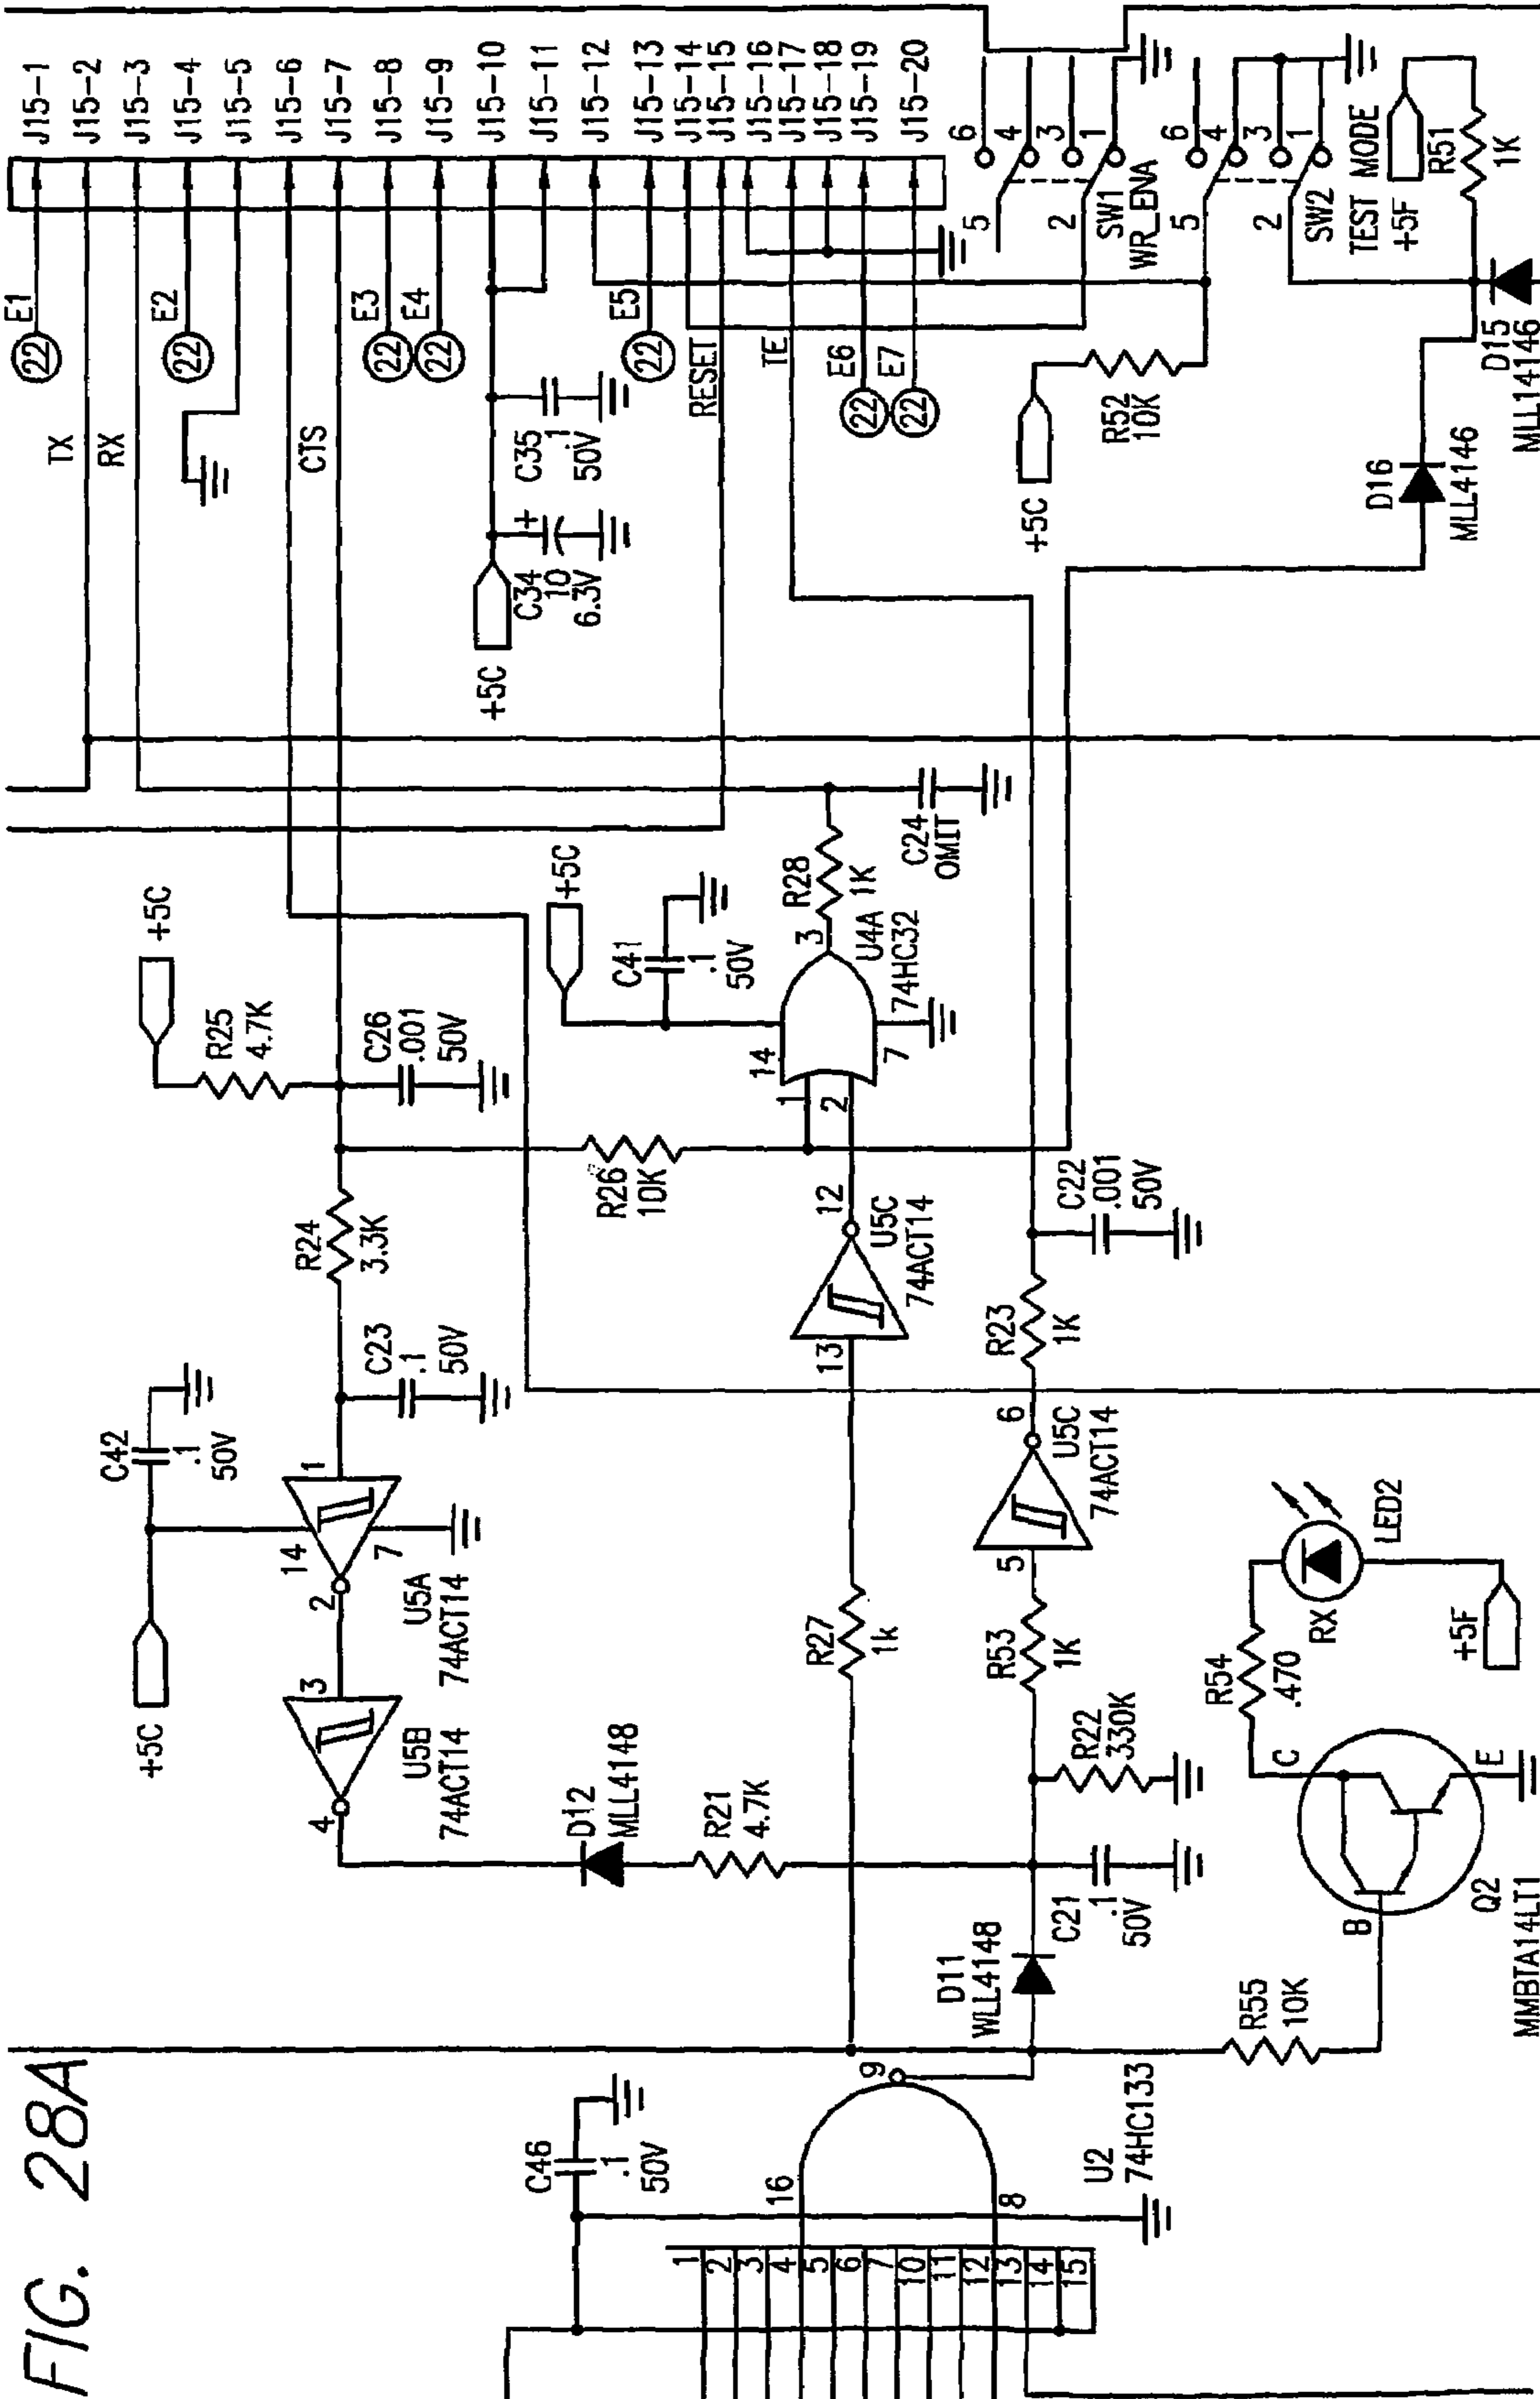 FIG. 28A
J15-1
J15-2
J15-3
J15-4
J15-5
J15-6
J15-7
J15-8
J15-9
J15-10
J15-11
J15-12
J15-13
J15-14
J15-15
J15-16
J15-17
J15-18
J15-19
J15-20
22 E1
TX
RX
22 E2
CTS
22 E3
22 E4
22 E5
RESET
TE
E6
22
E7
22
+5C
C34
10
6.3V
+
C35
.1
50V
6
4
3
1
5
2
SW1
WR_ENA
6
4
3
1
5
2
SW2
TEST MODE
+5F
R51
1K
+5C
R52
10K
D15
MLL14146
D16
MLL4146
+5C
R25
4.7K
C26
.001
50V
R24
3.3K
R26
10K
+5C
C41
.1
50V
14
1
2
7
3
U4A
74HC32
R28
1K
C24
OMIT
C42
.1
50V
+5C
C23
.1
50V
1
14
7
2
U5A
74ACT14
3
4
U5B
74ACT14
13
12
U5C
74ACT14
R27
1k
C22
.001
50V
R23
1K
6
5
U5C
74ACT14
R53
1K
R22
330K
D12
MLL4148
R21
4.7K
C21
.1
50V
D11
WLL4148
LED2
RX
+5F
R54
.470
C
B
E
Q2
MMBTA14LT1
R55
10K
C46
.1
50V
9
16
8
U2
74HC133
1
2
3
4
5
6
7
10
11
12
13
14
15